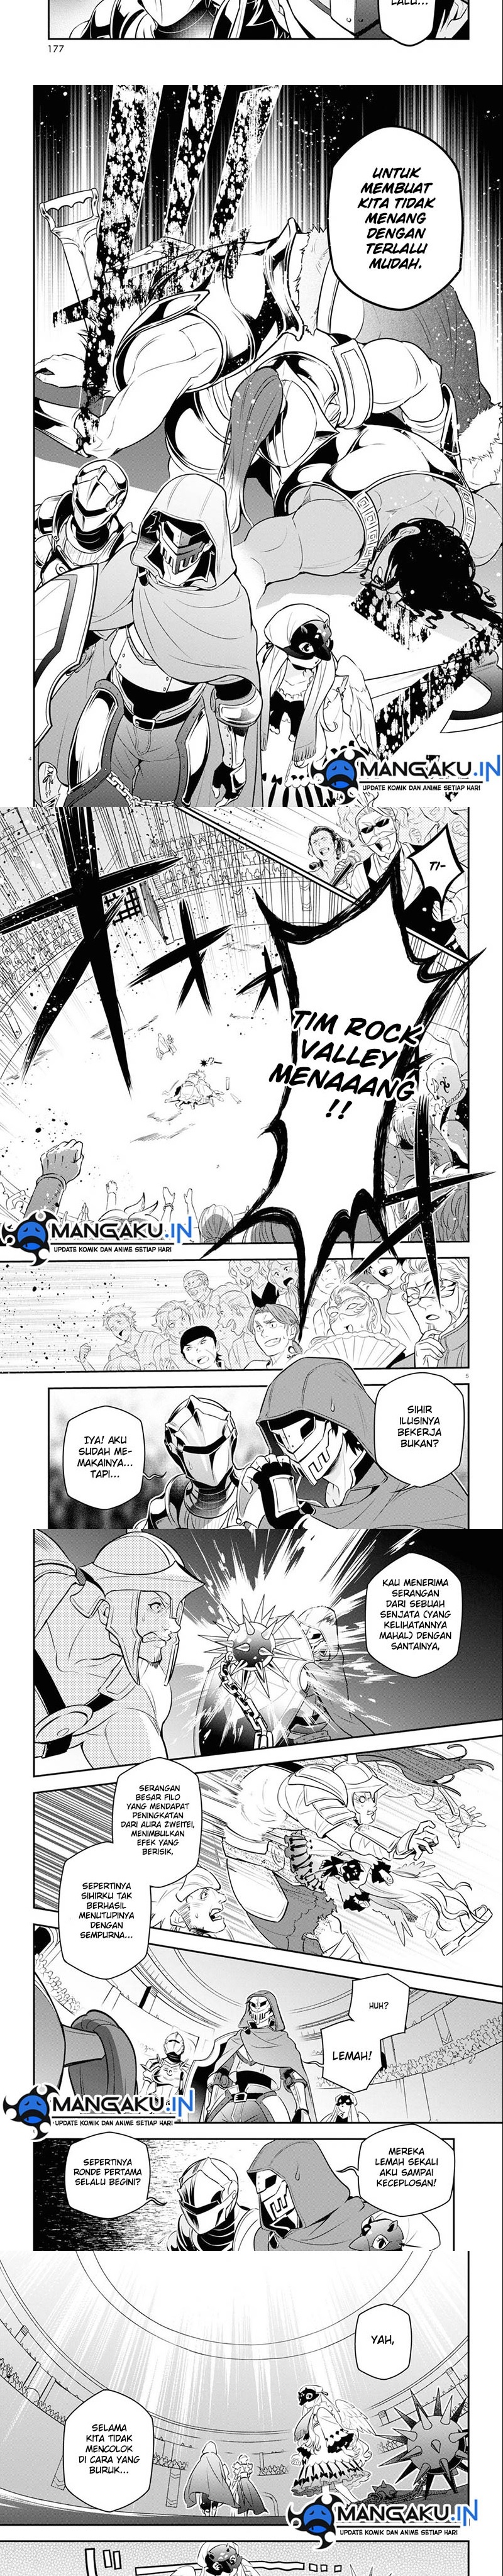 LALU...
177
UNTUK
MEMBUAT
KITA TIDAK
MENANG
DENGAN
TERLALU
MUDAH.
4
MANGAKU.IN
UPDATE KOMIK DAN ANIME SETIAP HARI
TI-
TIM ROCK
VALLEY
MENAAANG
!!
MANGAKU.IN
UPDATE KOMIK DAN ANIME SETIAP HARI
5
SIHIR
ILUSINYA
BEKERJA
BUKAN?
IYA! AKU
SUDAH ME-
MAKAINYA...
TAPI...
KAU MENERIMA
SERANGAN
DARI SEBUAH
SENJATA (YANG
KELIHATANNYA
MAHAL) DENGAN
SANTAINYA,
SERANGAN
BESAR FILO
YANG MENDAPAT
PENINGKATAN
DARI AURA ZWEITE,
MENIMBULKAN
EFEK YANG
BERISIK,
SEPERTINYA
SIHIRKU TAK
BERHASIL
MENUTUPINYA
DENGAN
SEMPURNA...
HUH?
LEMAH!
MANGAKU.IN
UPDATE KOMIK DAN ANIME SETIAP HARI
MEREKA
LEMAH SEKALI
AKU SAMPAI
KECEPLOSAN!
SEPERTINYA
RONDE PERTAMA
SELALU BEGINI?
YAH,
SELAMA
KITA TIDAK
MENCOLOK
DI CARA YANG
BURUK...
MANGAKU.IN
UPDATE KOMIK DAN ANIME SETIAP HARI